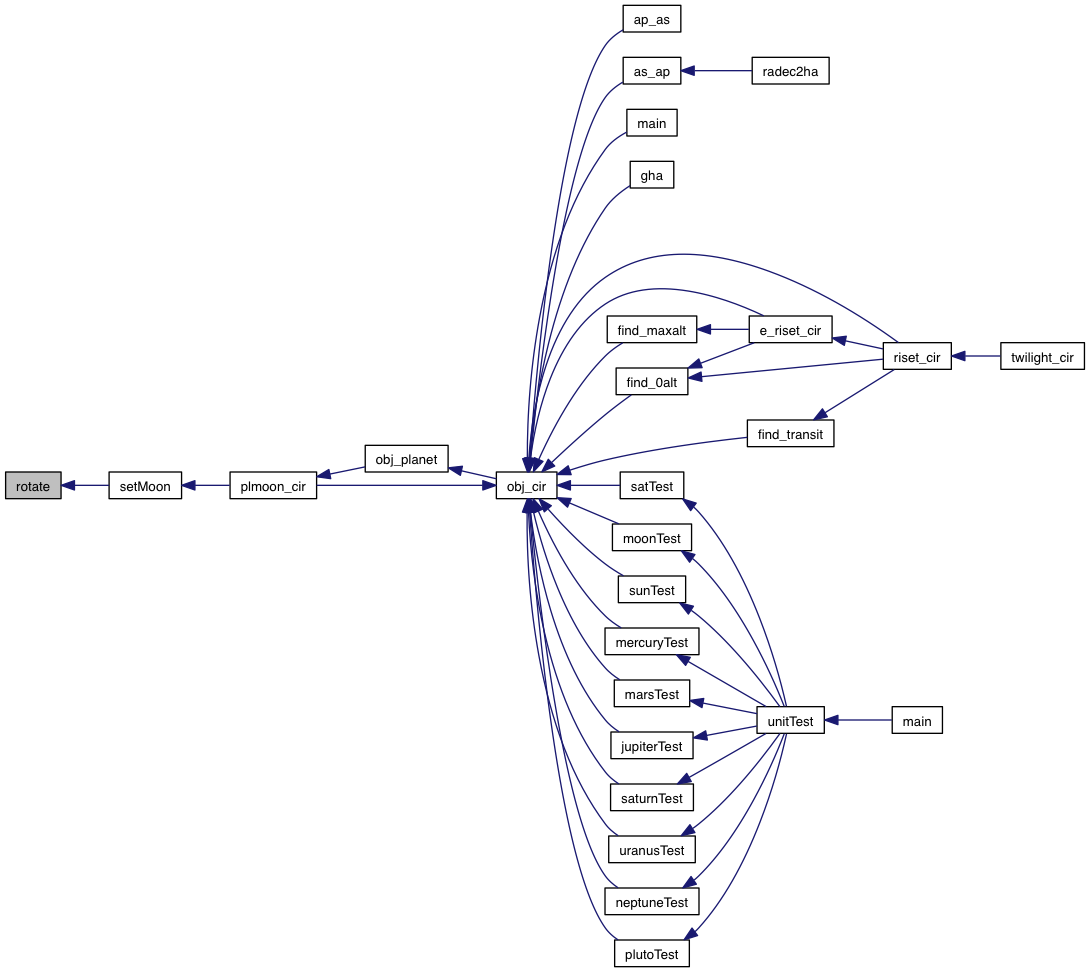 ap_as
as_ap
radec2ha
main
gha
find_maxalt
e_riset_cir
riset_cir
twilight_cir
find_0alt
find_transit
obj_planet
rotate
setMoon
plmoon_cir
obj_cir
satTest
moonTest
sunTest
mercuryTest
marsTest
unitTest
main
jupiterTest
saturnTest
uranusTest
neptuneTest
plutoTest